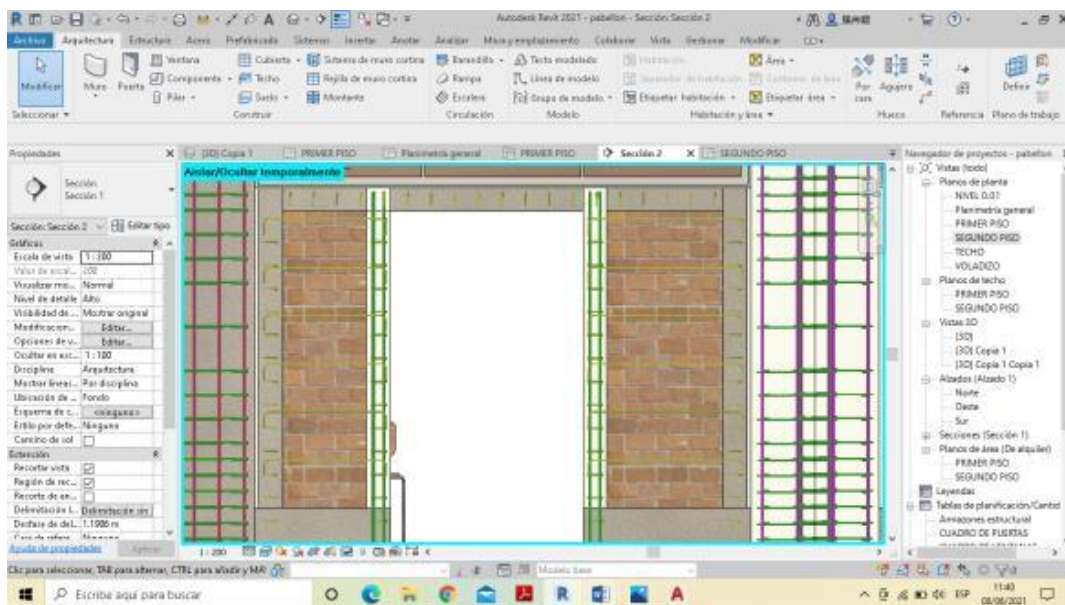 Autodesk Revit 2021 - pabellon - Sección: Sección 2
Archivo Arquitectura Estructura Acero Prefabricada Sistemas Insertar Anotar Analizar Masa y emplazamiento Colaborar Vista Gestionar Modificar
Modificar
Muro
Puerta
Ventana
Componente
Pilar
Cubierta
Techo
Suelo
Sistema de muro cortina
Rejilla de muro cortina
Montante
Barandilla
Rampa
Escalera
Texto modelado
Línea de modelo
Grupo de modelo
Etiquetar habitación
Área
Etiquetar área
Por cara
Agujero
Definir
Seleccionar
Construir
Circulación
Modelo
Habitación y área
Hueco
Referencia
Plano de trabajo
Propiedades
(3D) Copia 1
PRIMER PISO
Planimetría general
PRIMER PISO
Sección 2
SEGUNDO PISO
Navegador de proyectos - pabellon
Aislar/Ocultar temporalmente
Sección
Sección 1
Sección: Sección 2
Editar tipo
Gráficos
Escala de vista 1 : 200
200
Visualizar mo... Normal
Nivel de detalle Alto
Visibilidad de ... Mostrar original
Modificacion... Editar...
Opciones de v... Editar...
Ocultar en esc... 1 : 100
Disciplina Arquitectura
Mostrar líneas... Por disciplina
Ubicación de ... Fondo
Esquema de c... <ninguno>
Estilo por defe... Ninguno
Camino de sol
Extensión
Recortar vista
Región de rec...
Recorte de an...
Desfase de del... 1.1986 m
Ayuda de propiedades
Aplicar
Vistas (todo)
Planos de planta
NIVEL 0.01
Planimetría general
PRIMER PISO
SEGUNDO PISO
TECHO
VOLADIZO
Planos de techo
PRIMER PISO
SEGUNDO PISO
Vistas 3D
(3D)
(3D) Copia 1
(3D) Copia 1 Copia 1
Alzados (Alzado 1)
Norte
Oeste
Sur
Secciones (Sección 1)
Planos de área (De alquiler)
PRIMER PISO
SEGUNDO PISO
Leyendas
Tablas de planificación/Cantid
Armazones estructural
CUADRO DE PUERTAS
1 : 200
Clic para seleccionar, TAB para alternar, CTRL para añadir y MAY
Modelo base
Escribe aquí para buscar
ESP
11:40
08/06/2021